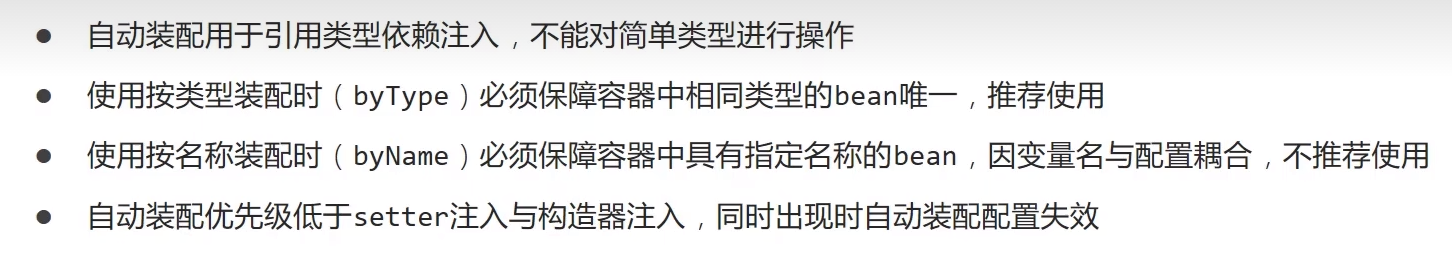 ● 自动装配用于引用类型依赖注入，不能对简单类型进行操作
● 使用按类型装配时（byType）必须保障容器中相同类型的bean唯一，推荐使用
● 使用按名称装配时（byName）必须保障容器中具有指定名称的bean，因变量名与配置耦合，不推荐使用
● 自动装配优先级低于setter注入与构造器注入，同时出现时自动装配配置失效